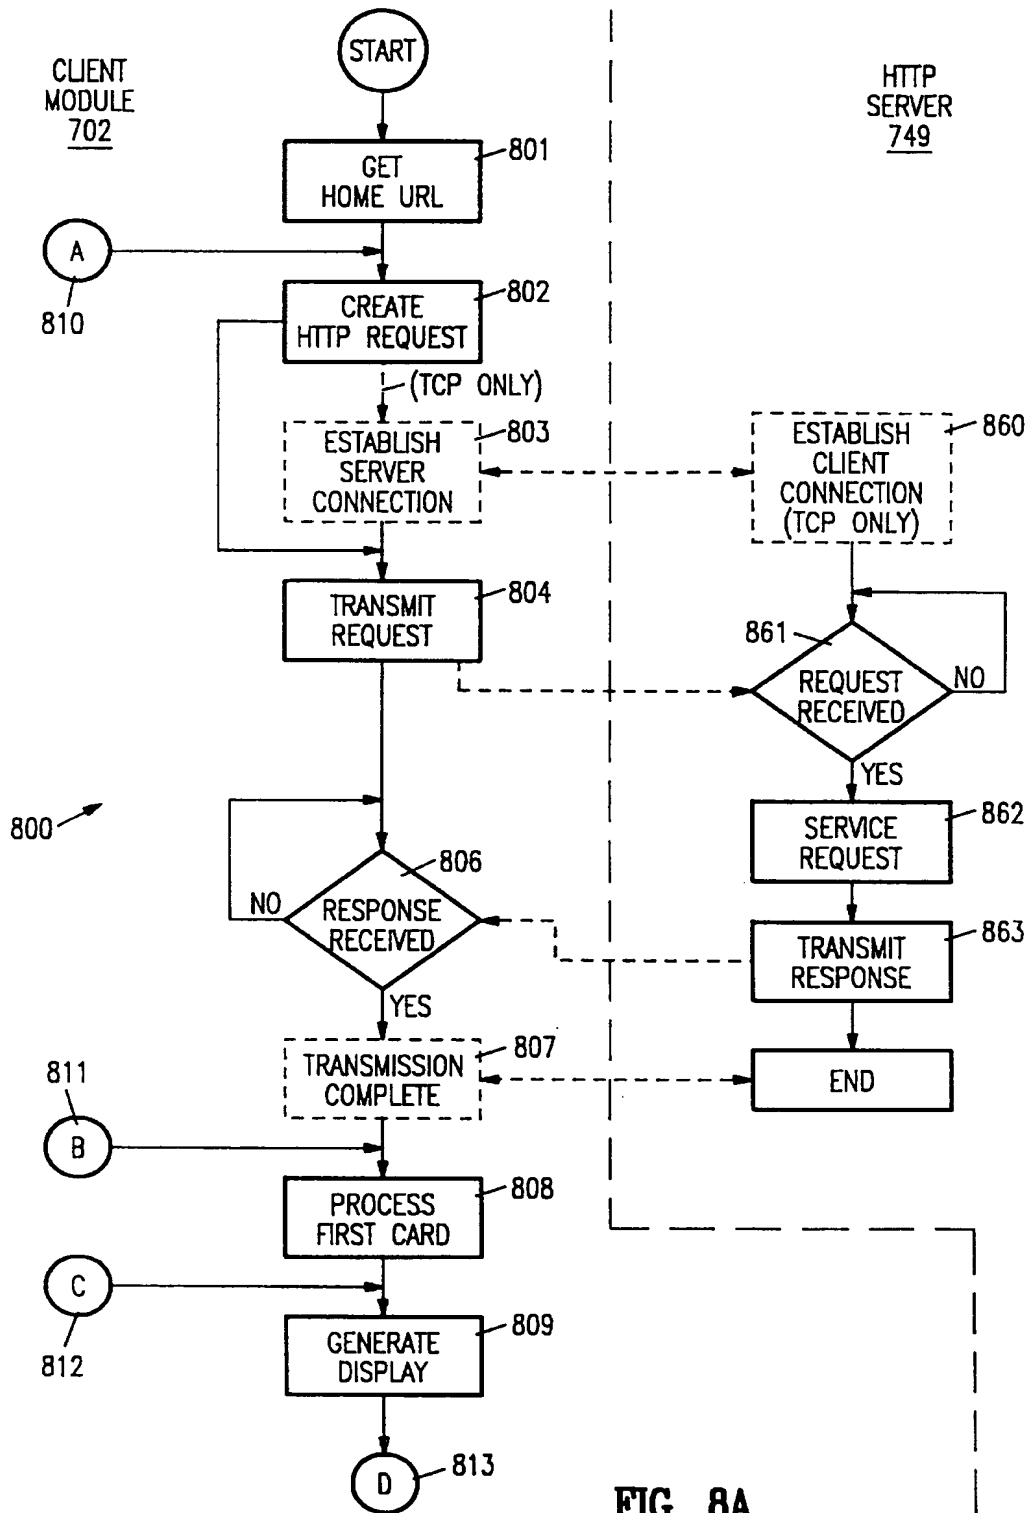 START
CLIENT
MODULE
702
HTTP
SERVER
749
801
GET
HOME URL
A
810
802
CREATE
HTTP REQUEST
(TCP ONLY)
803
ESTABLISH
SERVER
CONNECTION
860
ESTABLISH
CLIENT
CONNECTION
(TCP ONLY)
804
TRANSMIT
REQUEST
861
REQUEST
RECEIVED
NO
YES
800
806
RESPONSE
RECEIVED
NO
YES
862
SERVICE
REQUEST
863
TRANSMIT
RESPONSE
807
TRANSMISSION
COMPLETE
END
811
B
808
PROCESS
FIRST CARD
C
812
809
GENERATE
DISPLAY
D
813
FIG. 8A